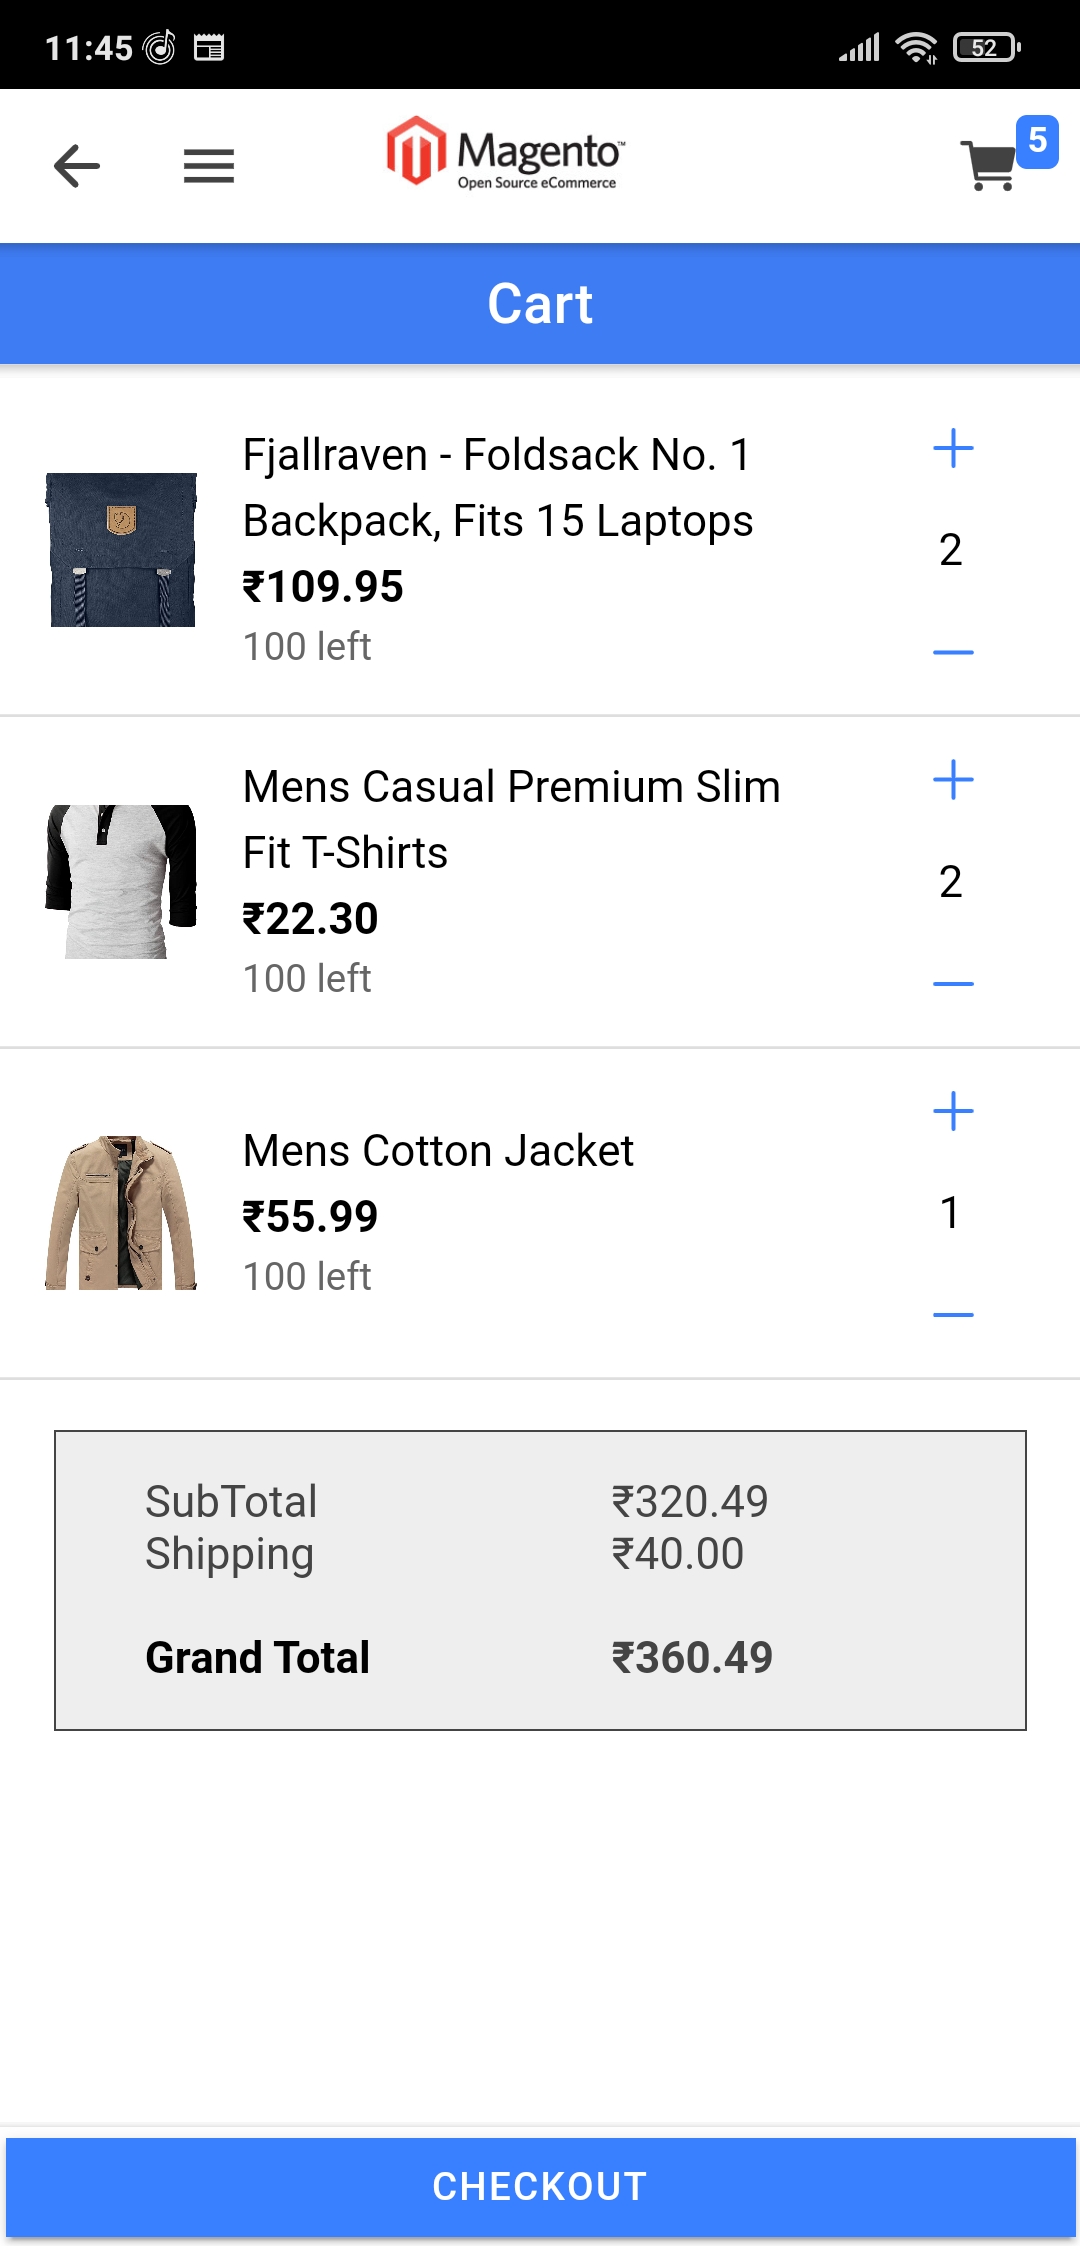 11:45
52
Magento™
Open Source eCommerce
5
Cart
Fjallraven - Foldsack No. 1
Backpack, Fits 15 Laptops
₹109.95
100 left
2
Mens Casual Premium Slim
Fit T-Shirts
₹22.30
100 left
2
Mens Cotton Jacket
₹55.99
100 left
1
SubTotal ₹320.49
Shipping ₹40.00
Grand Total ₹360.49
CHECKOUT